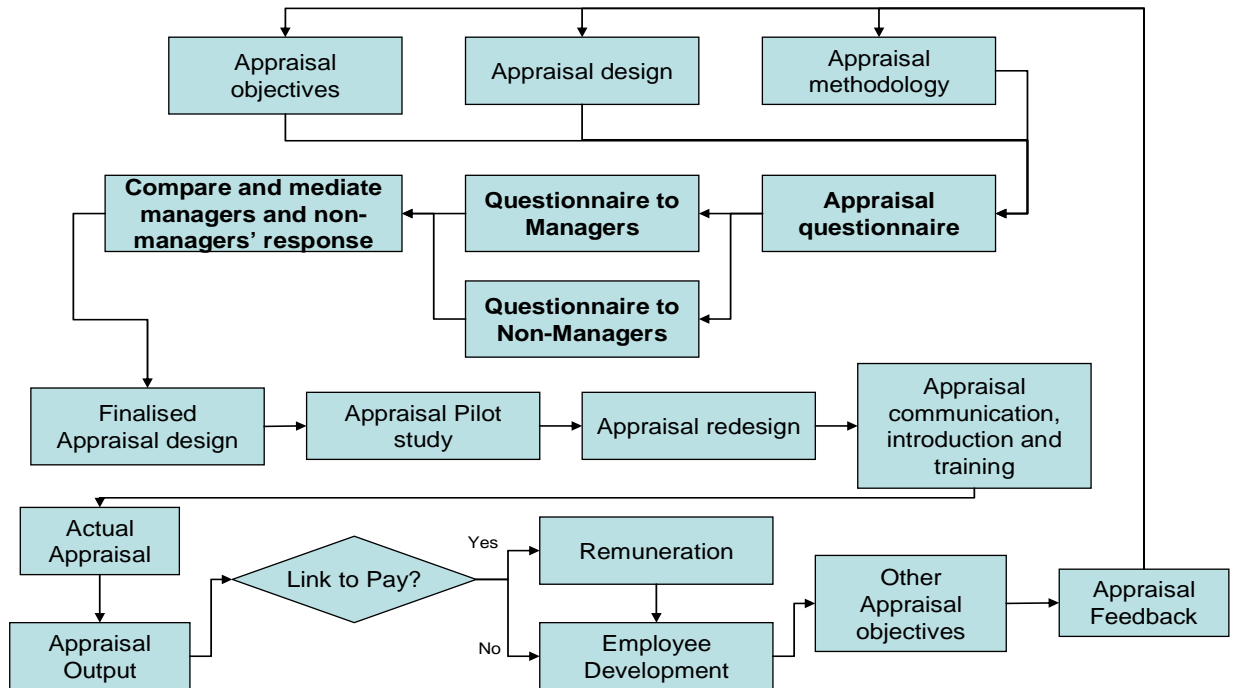 Appraisal
objectives
Appraisal design
Appraisal
methodology
Compare and mediate
managers and non-
managers’ response
Questionnaire to
Managers
Appraisal
questionnaire
Questionnaire to
Non-Managers
Finalised
Appraisal design
Appraisal Pilot
study
Appraisal redesign
Appraisal
communication,
introduction and
training
Actual
Appraisal
Appraisal
Output
Link to Pay?
Yes
No
Remuneration
Employee
Development
Other
Appraisal
objectives
Appraisal
Feedback